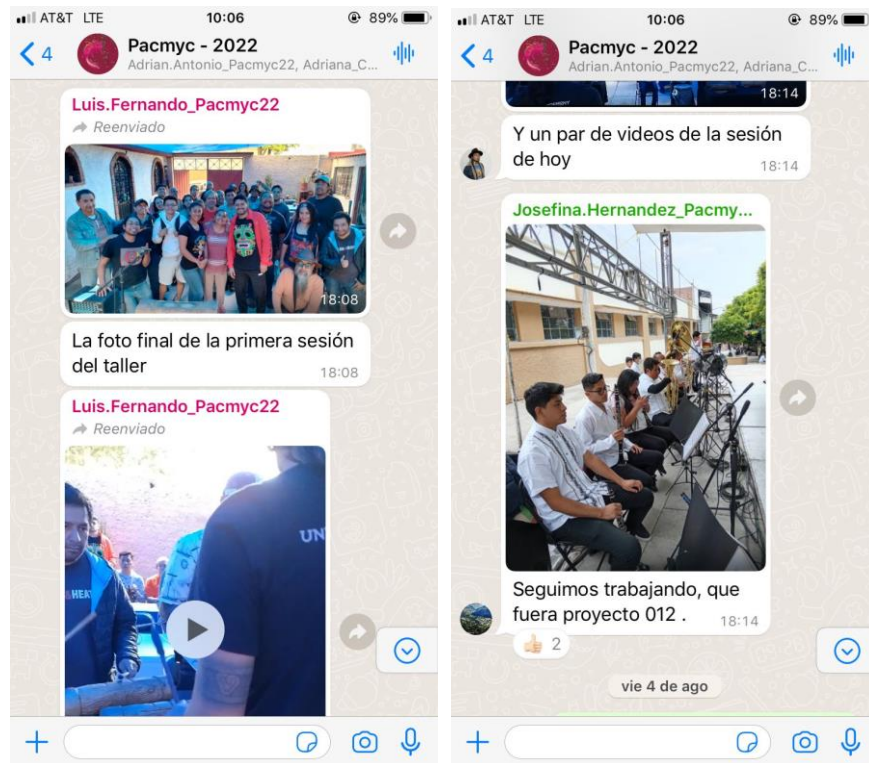 AT&T LTE
10:06
89%
4
Pacmyc - 2022
Adrian.Antonio_Pacmyc22, Adriana_C...
Luis.Fernando_Pacmyc22
Reenviado
18:08
La foto final de la primera sesión
del taller
18:08
Luis.Fernando_Pacmyc22
Reenviado
UN
HEAT
AT&T LTE
10:06
89%
4
Pacmyc - 2022
Adrian.Antonio_Pacmyc22, Adriana_C...
18:14
Y un par de videos de la sesión
de hoy
18:14
Josefina.Hernandez_Pacmy...
Seguimos trabajando, que
fuera proyecto 012 .
18:14
2
vie 4 de ago